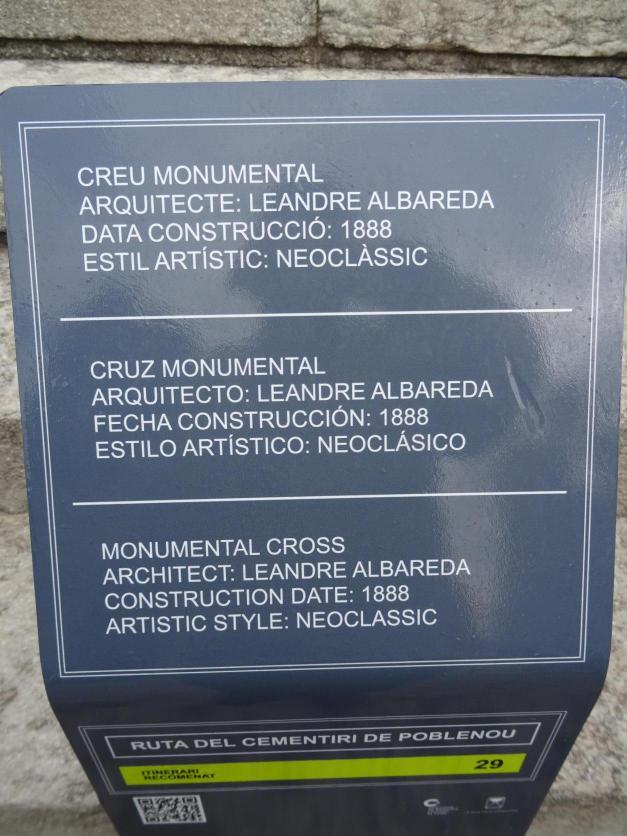 CREU MONUMENTAL
ARQUITECTE: LEANDRE ALBAREDA
DATA CONSTRUCCIÓ: 1888
ESTIL ARTÍSTIC: NEOCLÀSSIC
CRUZ MONUMENTAL
ARQUITECTO: LEANDRE ALBAREDA
FECHA CONSTRUCCIÓN: 1888
ESTILO ARTÍSTICO: NEOCLÁSICO
MONUMENTAL CROSS
ARCHITECT: LEANDRE ALBAREDA
CONSTRUCTION DATE: 1888
ARTISTIC STYLE: NEOCLASSIC
RUTA DEL CEMENTIRI DE POBLENOU
ITINERARI
RECOMENAT
29